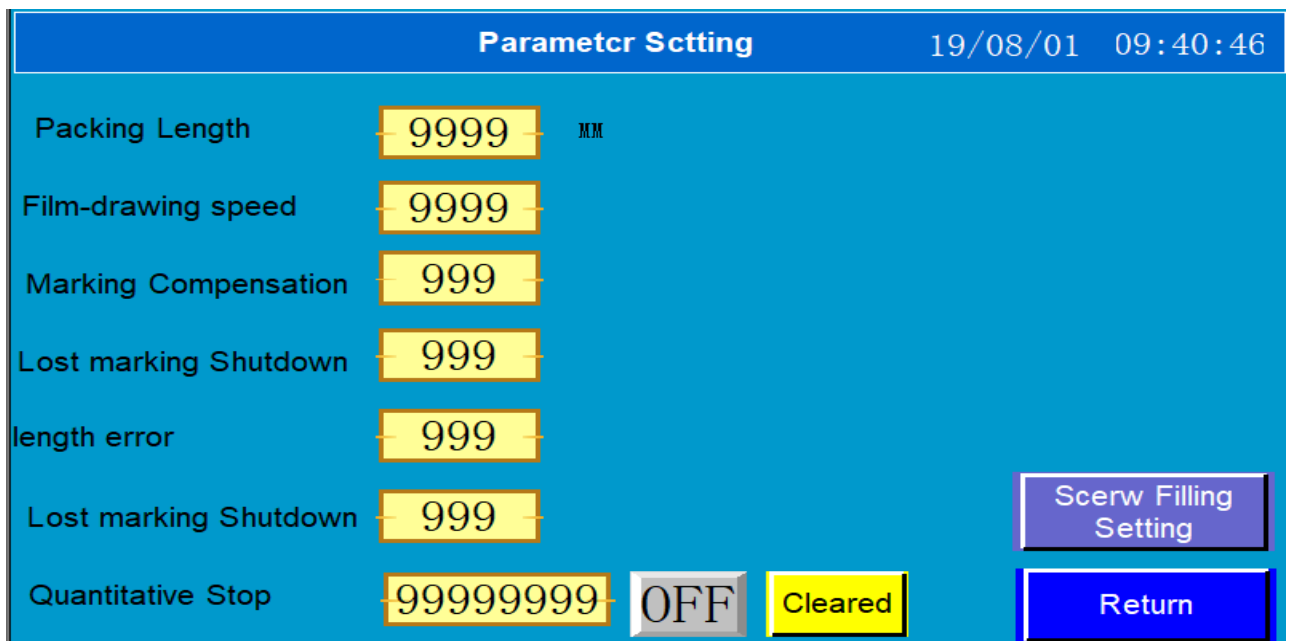 Parametcr Sctting 19/08/01 09:40:46
Packing Length 9999 MM
Film-drawing speed 9999
Marking Compensation 999
Lost marking Shutdown 999
length error 999
Lost marking Shutdown 999
Scerw Filling
Setting
Quantitative Stop 99999999 OFF Cleared Return